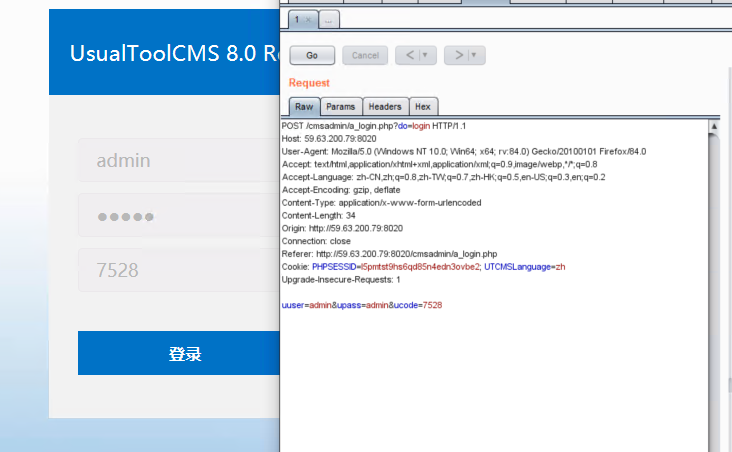 UsualToolCMS 8.0 Re
admin
7528
登录
1 ×
...
Go
Cancel
<
>
Request
Raw
Params
Headers
Hex
POST /cmsadmin/a_login.php?do=login HTTP/1.1
Host: 59.63.200.79:8020
User-Agent: Mozilla/5.0 (Windows NT 10.0; Win64; x64; rv:84.0) Gecko/20100101 Firefox/84.0
Accept: text/html,application/xhtml+xml,application/xml;q=0.9,image/webp,*/*;q=0.8
Accept-Language: zh-CN,zh;q=0.8,zh-TW;q=0.7,zh-HK;q=0.5,en-US;q=0.3,en;q=0.2
Accept-Encoding: gzip, deflate
Content-Type: application/x-www-form-urlencoded
Content-Length: 34
Origin: http://59.63.200.79:8020
Connection: close
Referer: http://59.63.200.79:8020/cmsadmin/a_login.php
Cookie: PHPSESSID=l5pmtst9hs6qd85n4edn3ovbe2; UTCMSLanguage=zh
Upgrade-Insecure-Requests: 1
uuser=admin&upass=admin&ucode=7528